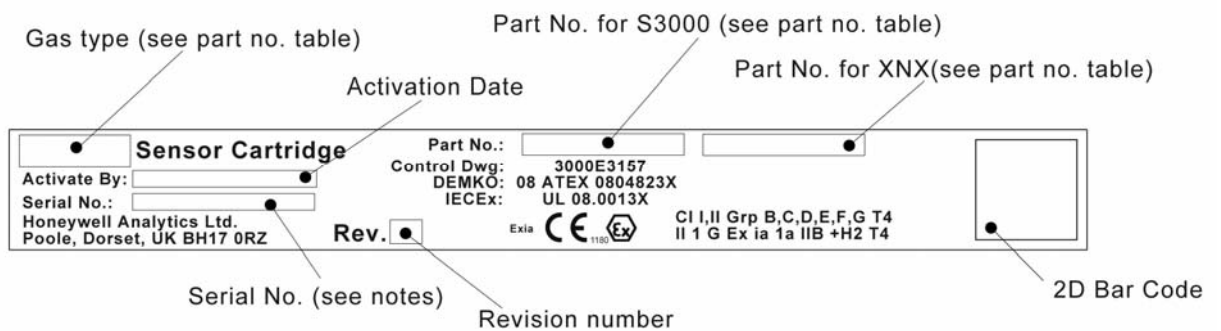 Part No. for S3000 (see part no. table)
Gas type (see part no. table)
Part No. for XNX(see part no. table)
Activation Date
Sensor Cartridge
Activate By:
Serial No.:
Honeywell Analytics Ltd.
Poole, Dorset, UK BH17 0RZ
Rev.
Part No.:
Control Dwg: 3000E3157
DEMKO: 08 ATEX 0804823X
IECEx: UL 08.0013X
Exia CE 1180 Ex
CI I,II Grp B,C,D,E,F,G T4
II 1 G Ex ia 1a IIB +H2 T4
Serial No. (see notes)
Revision number
2D Bar Code